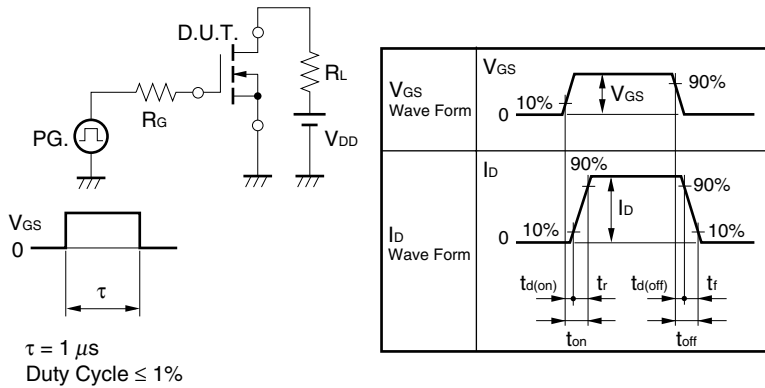 D.U.T.
RL
RG
PG.
VDD
VGS
0
τ
τ = 1 μs
Duty Cycle ≤ 1%
VGS
Wave Form
VGS
10%
0
VGS
90%
ID
Wave Form
ID
90%
90%
ID
10%
0
10%
td(on) tr td(off) tf
ton toff